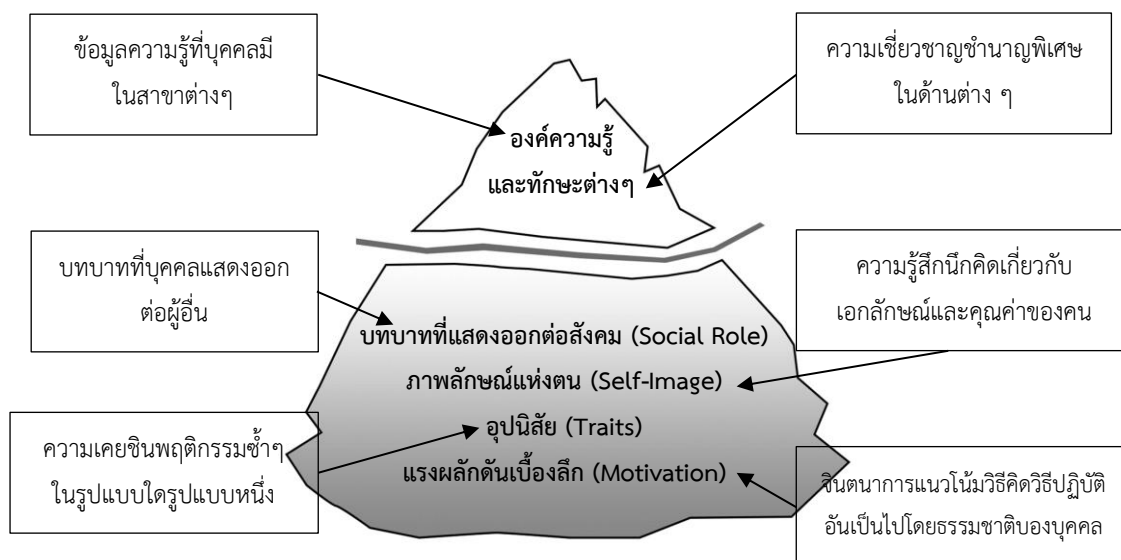 ข้อมูลความรู้ที่บุคคลมี
ในสาขาต่างๆ
ความเชี่ยวชาญชำนาญพิเศษ
ในด้านต่าง ๆ
องค์ความรู้
และทักษะต่างๆ
บทบาทที่บุคคลแสดงออก
ต่อผู้อื่น
ความรู้สึกนึกคิดเกี่ยวกับ
เอกลักษณ์และคุณค่าของคน
บทบาทที่แสดงออกต่อสังคม (Social Role)
ภาพลักษณ์แห่งตน (Self-Image)
อุปนิสัย (Traits)
แรงผลักดันเบื้องลึก (Motivation)
ความเคยชินพฤติกรรมซ้ำๆ
ในรูปแบบใดรูปแบบหนึ่ง
จินตนาการแนวโน้มวิธีคิดวิธีปฏิบัติ
อันเป็นไปโดยธรรมชาติบองบุคคล